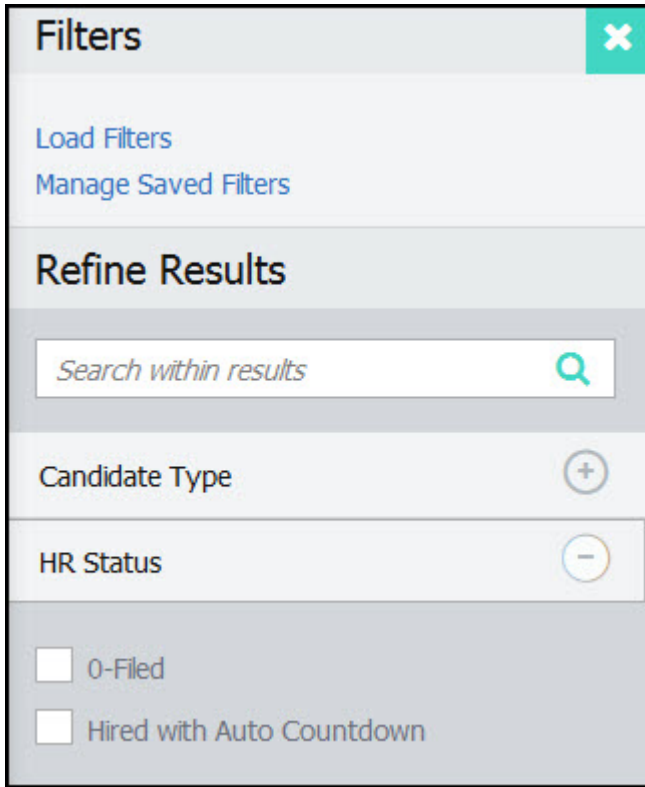 Filters
Load Filters
Manage Saved Filters
Refine Results
Search within results
Candidate Type
HR Status
0-Filed
Hired with Auto Countdown